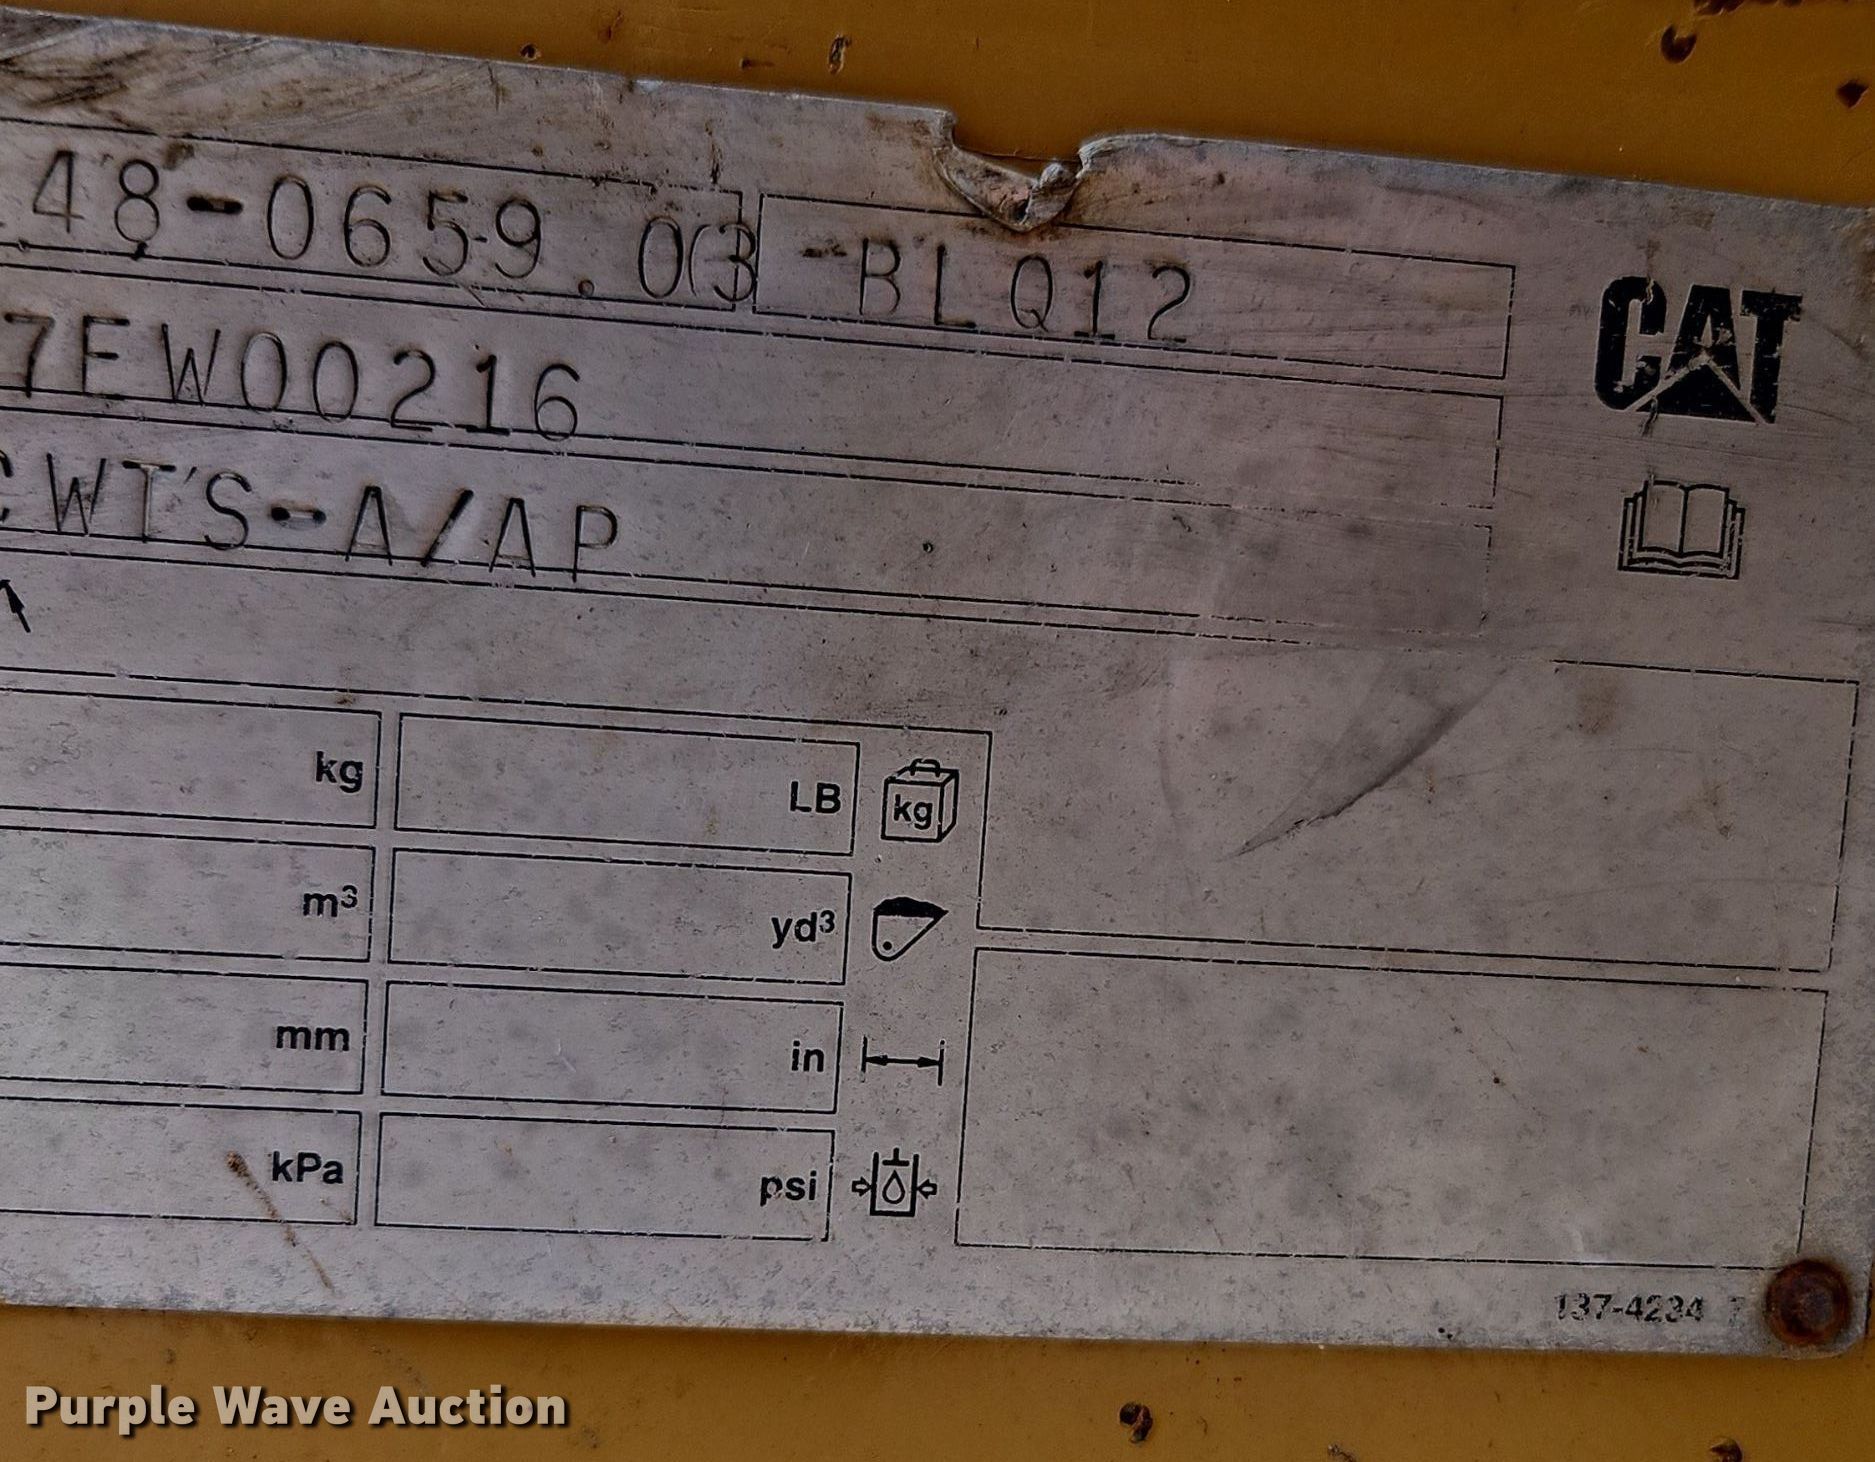 48-0659.03 -BLQ12
CAT
7EW00216
CWT'S-A/AP
kg LB kg
m³ yd³
mm in
kPa psi
137-4234
Purple Wave Auction